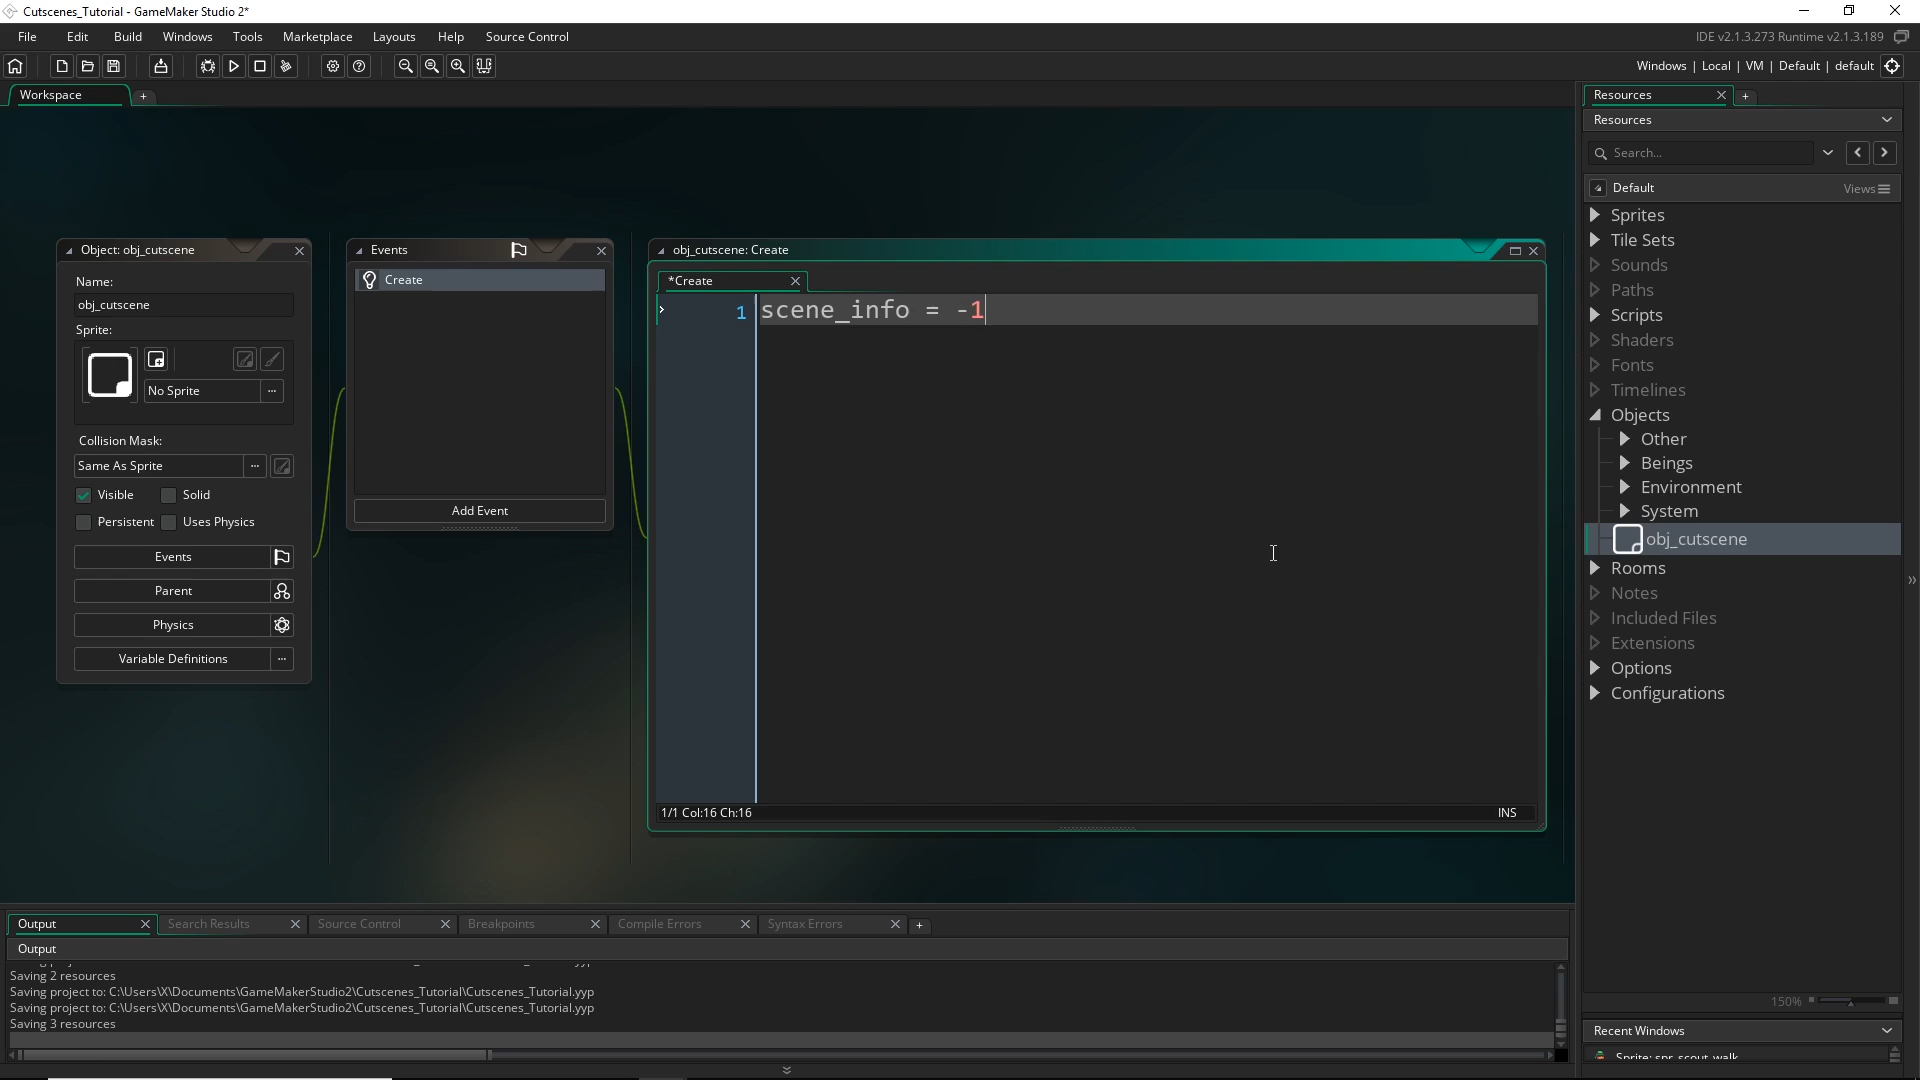 Cutscenes_Tutorial - GameMaker Studio 2*
File Edit Build Windows Tools Marketplace Layouts Help Source Control
IDE v2.1.3.273 Runtime v2.1.3.189
Windows | Local | VM | Default | default
Workspace
+
Resources
+
Resources
Search...
Default
Views
Sprites
Tile Sets
Sounds
Paths
Scripts
Shaders
Fonts
Timelines
Objects
Other
Beings
Environment
System
obj_cutscene
Rooms
Notes
Included Files
Extensions
Options
Configurations
150%
Recent Windows
Sprite: spr_scout_walk
Object: obj_cutscene
Name:
obj_cutscene
Sprite:
No Sprite
Collision Mask:
Same As Sprite
Visible Solid
Persistent Uses Physics
Events
Parent
Physics
Variable Definitions
Events
Create
Add Event
obj_cutscene: Create
*Create
1 scene_info = -1
1/1 Col:16 Ch:16
INS
Output Search Results Source Control Breakpoints Compile Errors Syntax Errors +
Output
Saving 2 resources
Saving project to: C:\Users\X\Documents\GameMakerStudio2\Cutscenes_Tutorial\Cutscenes_Tutorial.yyp
Saving project to: C:\Users\X\Documents\GameMakerStudio2\Cutscenes_Tutorial\Cutscenes_Tutorial.yyp
Saving 3 resources